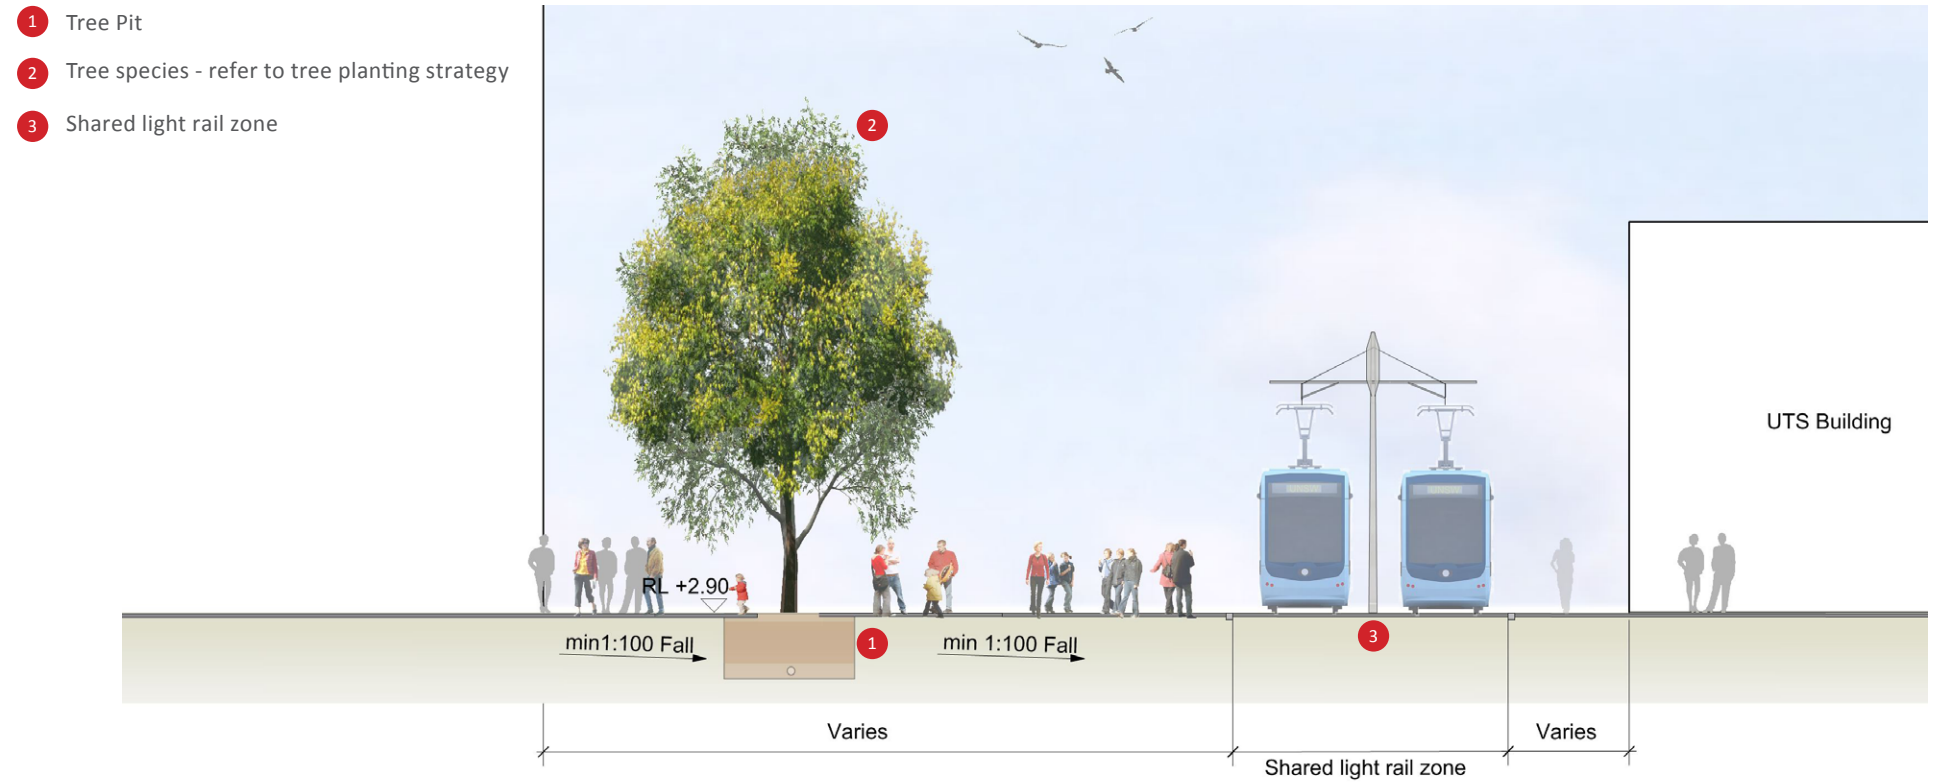 1 Tree Pit
2 Tree species - refer to tree planting strategy
3 Shared light rail zone
2
UTS Building
RL +2.90
min1:100 Fall
1
min 1:100 Fall
3
Varies
Varies
Shared light rail zone